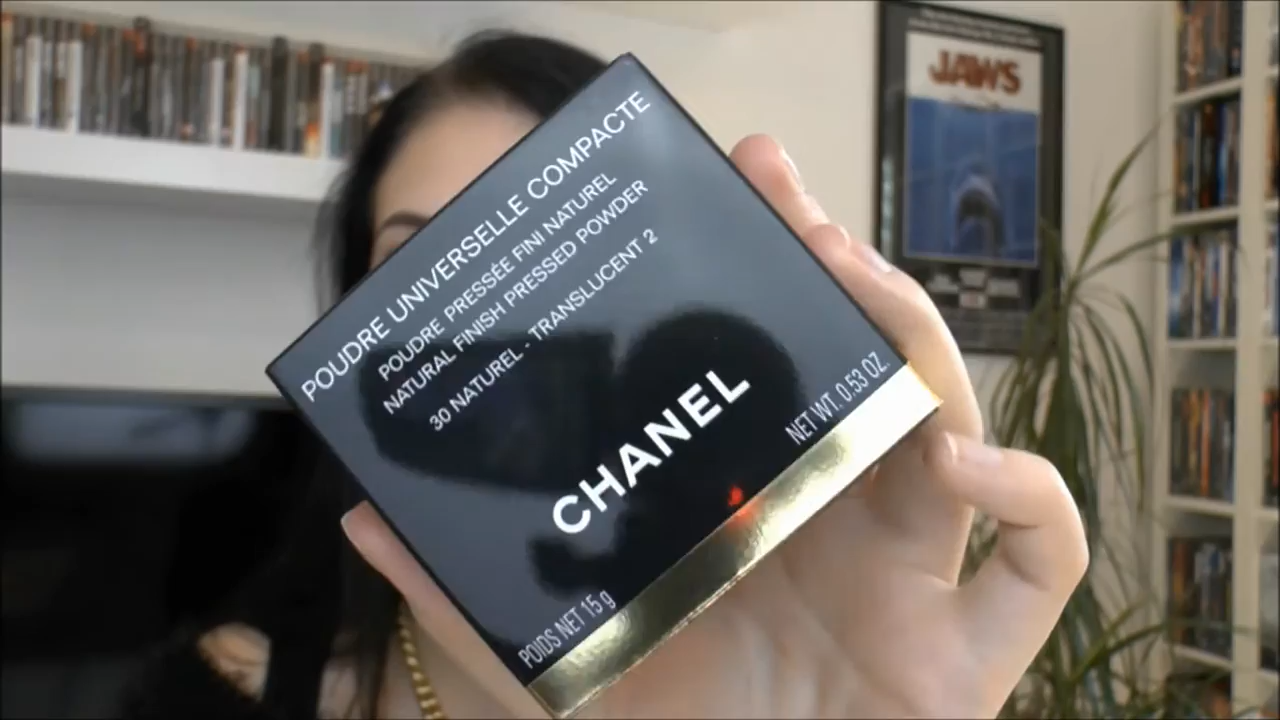 POUDRE UNIVERSELLE COMPACTE
POUDRE PRESSÉE FINI NATUREL
NATURAL FINISH PRESSED POWDER
30 NATUREL - TRANSLUCENT 2
CHANEL
POIDS NET 15 g
NET WT. 0.53 OZ.
JAWS